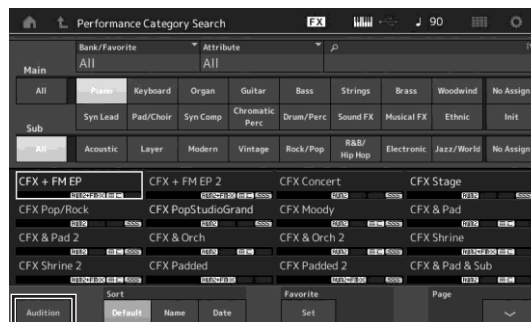 Performance Category Search FX 90
Bank/Favorite Attribute
All All
Main
All Piano Keyboard Organ Guitar Bass Strings Brass Woodwind No Assign
Syn Lead Pad/Choir Syn Comp Chromatic Perc Drum/Perc Sound FX Musical FX Ethnic Init
Sub
All Acoustic Layer Modern Vintage Rock/Pop R&B/ Hip Hop Electronic Jazz/World No Assign
CFX + FM EP CFX + FM EP 2 CFX Concert CFX Stage
CFX Pop/Rock CFX PopStudioGrand CFX Moody CFX & Pad
CFX & Pad 2 CFX & Orch CFX & Orch 2 CFX Shrine
CFX Shrine 2 CFX Padded CFX Padded 2 CFX & Pad & Sub
Sort Favorite Page
Audition Default Name Date Set